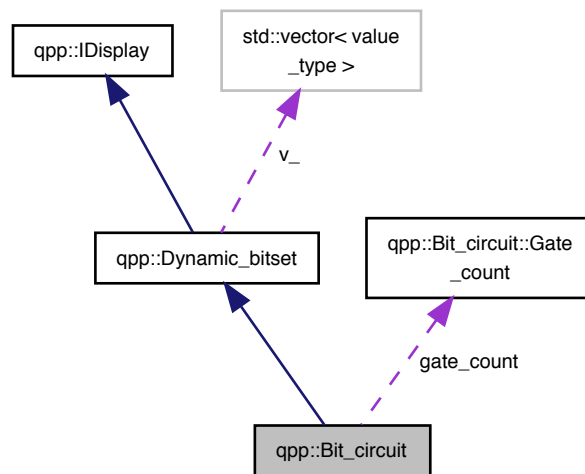 qpp::IDisplay
std::vector< value
_type >
v_
qpp::Dynamic_bitset
qpp::Bit_circuit::Gate
_count
gate_count
qpp::Bit_circuit